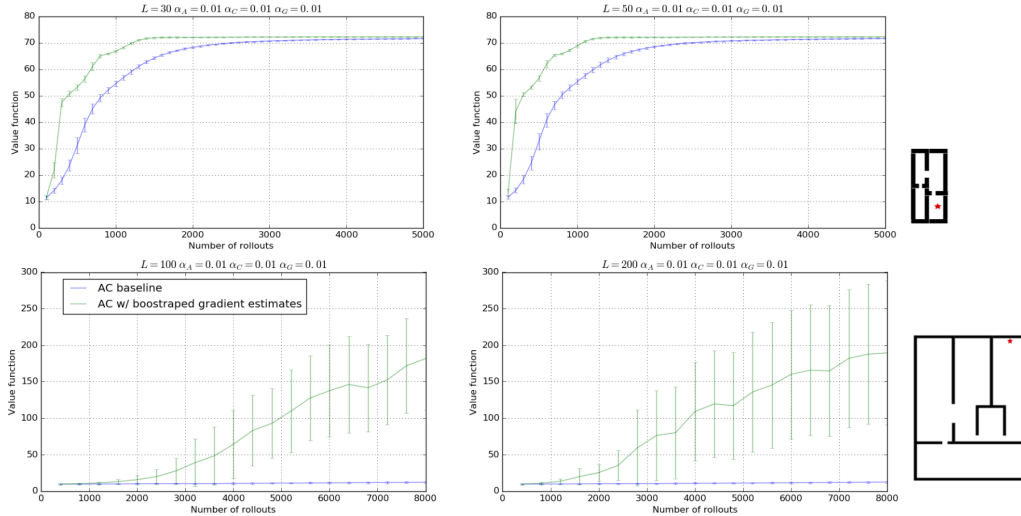 L = 30 α_A = 0.01 α_C = 0.01 α_G = 0.01
80
70
60
50
40
30
20
10
0
Value function
0 1000 2000 3000 4000 5000
Number of rollouts
L = 50 α_A = 0.01 α_C = 0.01 α_G = 0.01
80
70
60
50
40
30
20
10
0
Value function
0 1000 2000 3000 4000 5000
Number of rollouts
L = 100 α_A = 0.01 α_C = 0.01 α_G = 0.01
300
250
200
150
100
50
0
Value function
AC baseline
AC w/ boostraped gradient estimates
0 1000 2000 3000 4000 5000 6000 7000 8000
Number of rollouts
L = 200 α_A = 0.01 α_C = 0.01 α_G = 0.01
300
250
200
150
100
50
0
Value function
0 1000 2000 3000 4000 5000 6000 7000 8000
Number of rollouts